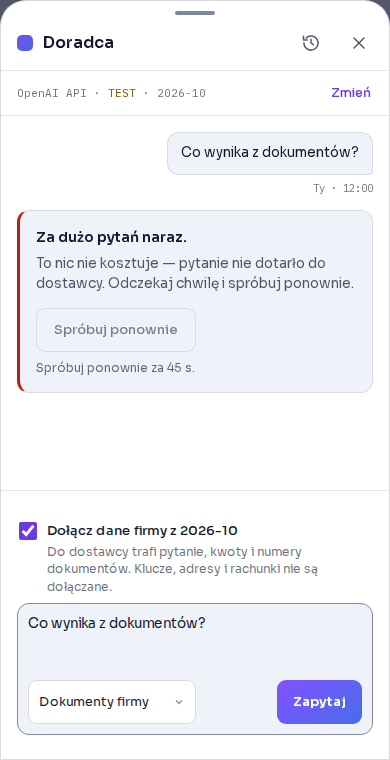 Doradca
OpenAI API · TEST · 2026-10
Zmień
Co wynika z dokumentów?
Ty · 12:00
Za dużo pytań naraz.
To nic nie kosztuje — pytanie nie dotarło do
dostawcy. Odczekaj chwilę i spróbuj ponownie.
Spróbuj ponownie
Spróbuj ponownie za 45 s.
Dołącz dane firmy z 2026-10
Do dostawcy trafi pytanie, kwoty i numery
dokumentów. Klucze, adresy i rachunki nie są
dołączane.
Co wynika z dokumentów?
Dokumenty firmy
Zapytaj